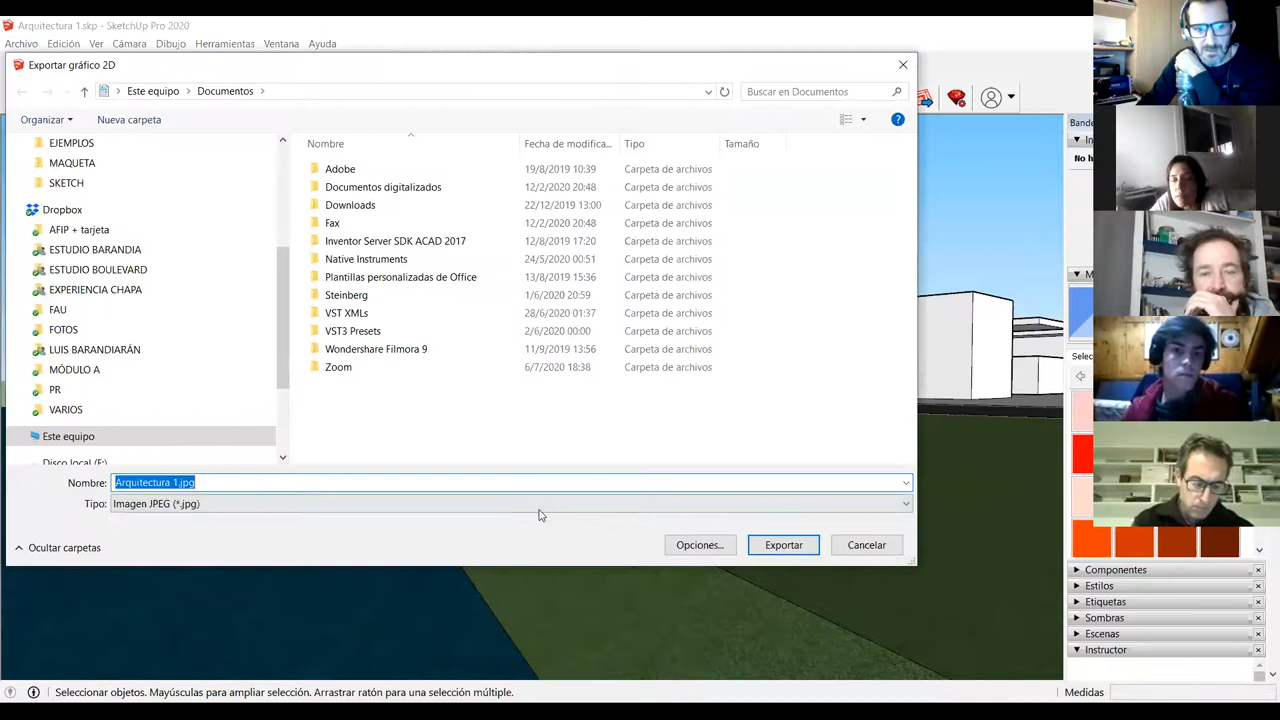 Arquitectura 1.skp - SketchUp Pro 2020
Archivo Edición Ver Cámara Dibujo Herramientas Ventana Ayuda
Exportar gráfico 2D
Este equipo > Documentos >
Buscar en Documentos
Organizar Nueva carpeta
Bande
EJEMPLOS
MAQUETA
SKETCH
Dropbox
AFIP + tarjeta
ESTUDIO BARANDIA
ESTUDIO BOULEVARD
EXPERIENCIA CHAPA
FAU
FOTOS
LUIS BARANDIARÁN
MÓDULO A
PR
VARIOS
Este equipo
Disco local (E:)
Nombre Fecha de modifica... Tipo Tamaño
Adobe 19/8/2019 10:39 Carpeta de archivos
Documentos digitalizados 12/2/2020 20:48 Carpeta de archivos
Downloads 22/12/2019 13:00 Carpeta de archivos
Fax 12/2/2020 20:48 Carpeta de archivos
Inventor Server SDK ACAD 2017 12/8/2019 17:20 Carpeta de archivos
Native Instruments 24/5/2020 00:51 Carpeta de archivos
Plantillas personalizadas de Office 13/8/2019 15:36 Carpeta de archivos
Steinberg 1/6/2020 20:59 Carpeta de archivos
VST XMLs 28/6/2020 01:37 Carpeta de archivos
VST3 Presets 2/6/2020 00:00 Carpeta de archivos
Wondershare Filmora 9 11/9/2019 13:56 Carpeta de archivos
Zoom 6/7/2020 18:38 Carpeta de archivos
In
No h
M
Selec
Nombre: Arquitectura 1.jpg
Tipo: Imagen JPEG (*.jpg)
Ocultar carpetas
Opciones... Exportar Cancelar
Componentes
Estilos
Etiquetas
Sombras
Escenas
Instructor
Seleccionar objetos. Mayúsculas para ampliar selección. Arrastrar ratón para una selección múltiple.
Medidas